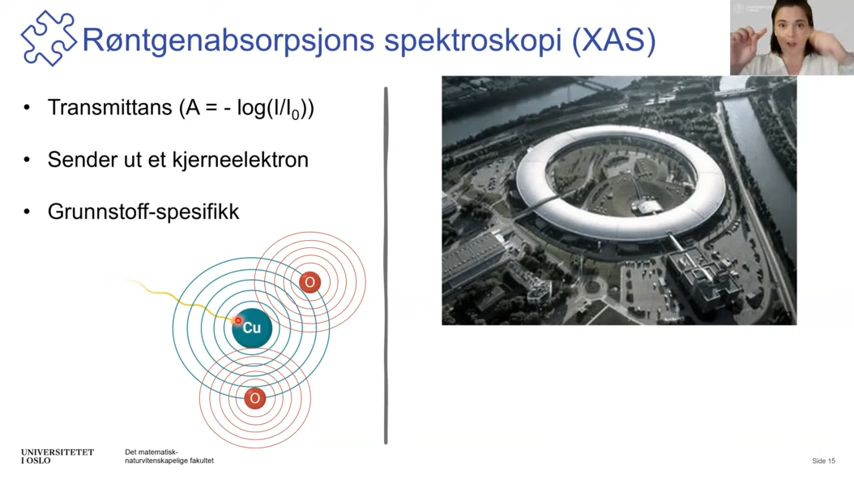 Røntgenabsorpsjons spektroskopi (XAS)
• Transmittans (A = - log(I/I₀))
• Sender ut et kjerneelektron
• Grunnstoff-spesifikk
O
Cu
O
UNIVERSITETET
I OSLO
Det matematisk-
naturvitenskapelige fakultet
Side 15